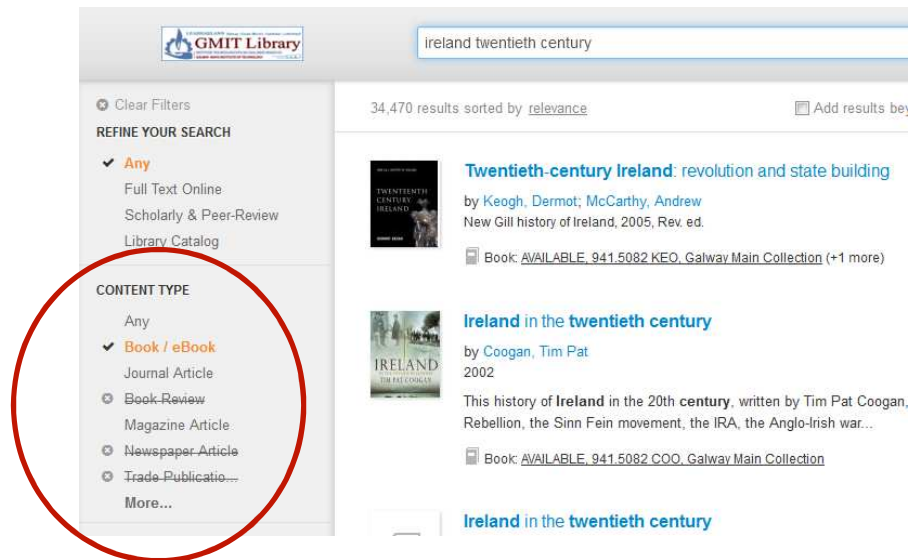 GMIT Library
ireland twentieth century
Clear Filters
REFINE YOUR SEARCH
Any
Full Text Online
Scholarly & Peer-Review
Library Catalog
CONTENT TYPE
Any
Book / eBook
Journal Article
Book Review
Magazine Article
Newspaper Article
Trade Publicatio...
More...
34,470 results sorted by relevance
Add results bey
Twentieth-century Ireland: revolution and state building
by Keogh, Dermot; McCarthy, Andrew
New Gill history of Ireland, 2005, Rev. ed.
Book: AVAILABLE, 941.5082 KEO, Galway Main Collection (+1 more)
TWENTIETH
CENTURY
IRELAND
Ireland in the twentieth century
by Coogan, Tim Pat
2002
This history of Ireland in the 20th century, written by Tim Pat Coogan,
Rebellion, the Sinn Fein movement, the IRA, the Anglo-Irish war...
Book: AVAILABLE, 941.5082 COO, Galway Main Collection
IRELAND
TIM PAT COOGAN
Ireland in the twentieth century